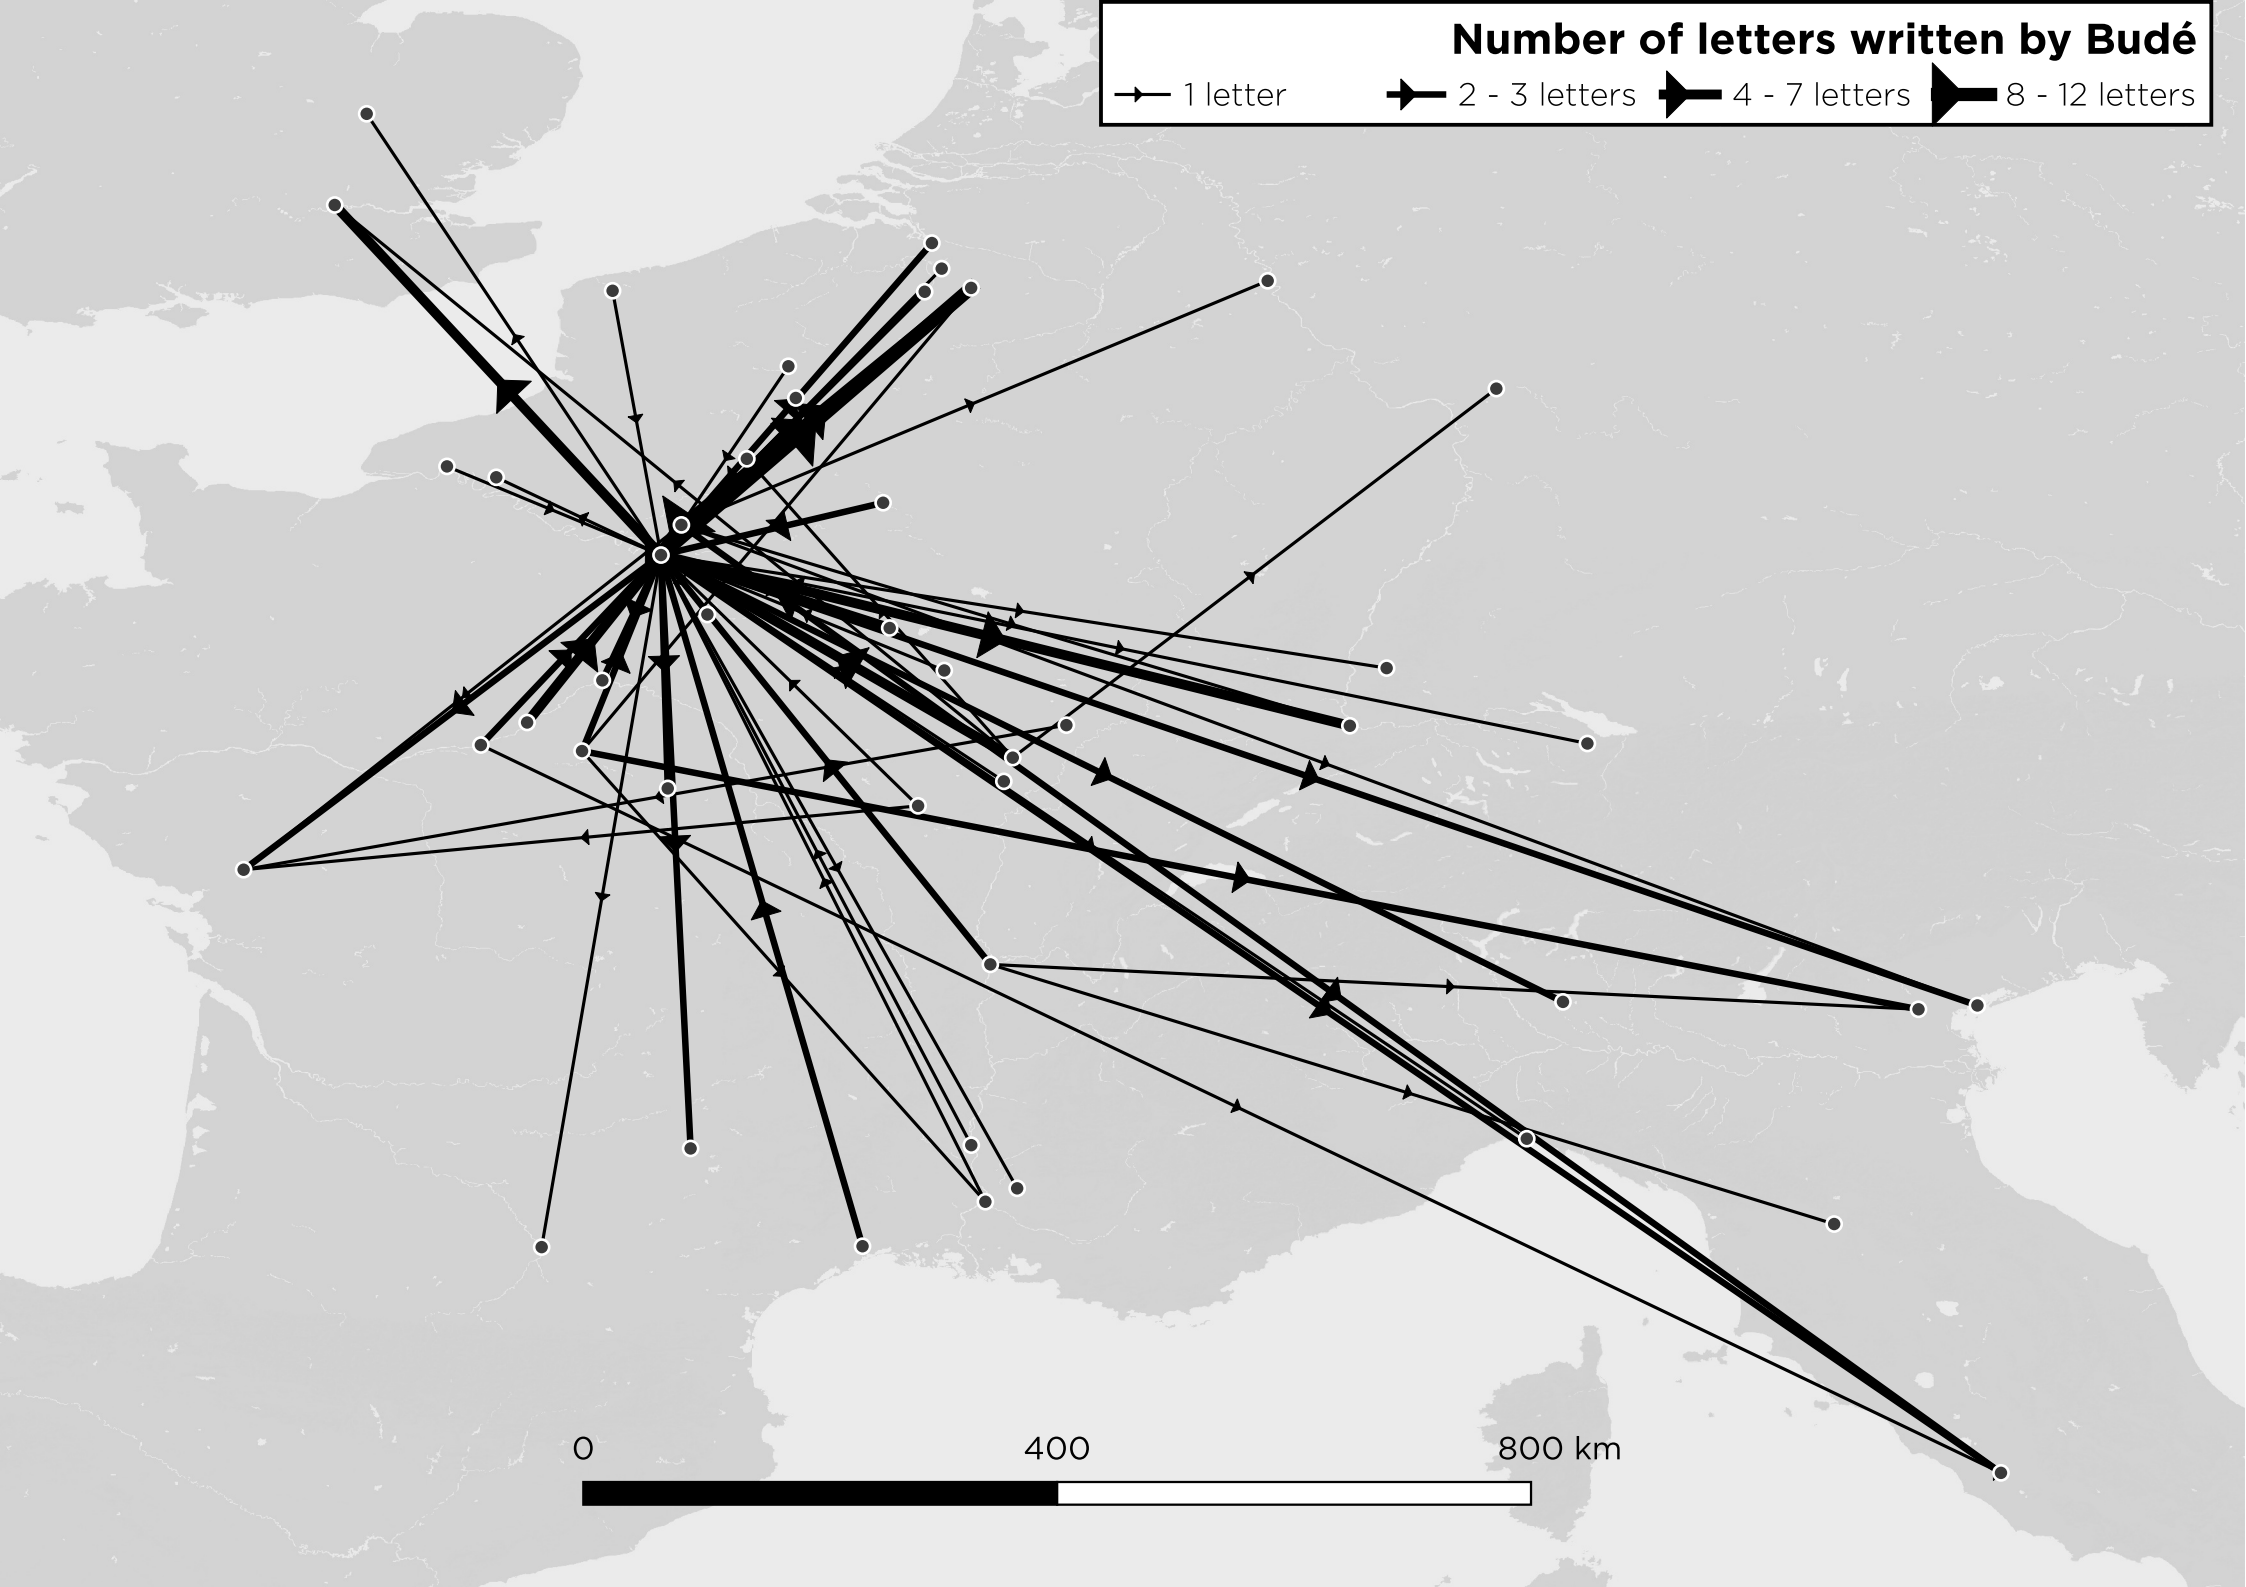 Number of letters written by Budé
1 letter 2 - 3 letters 4 - 7 letters 8 - 12 letters
0 400 800 km